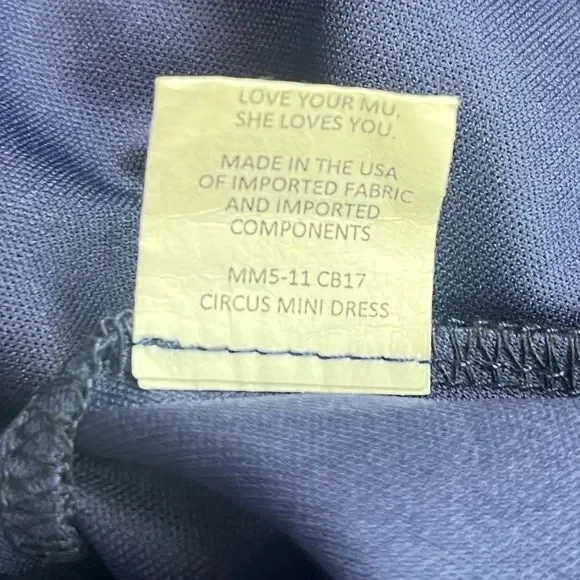 LOVE YOUR MU.
SHE LOVES YOU.
MADE IN THE USA
OF IMPORTED FABRIC
AND IMPORTED
COMPONENTS
MM5-11 CB17
CIRCUS MINI DRESS